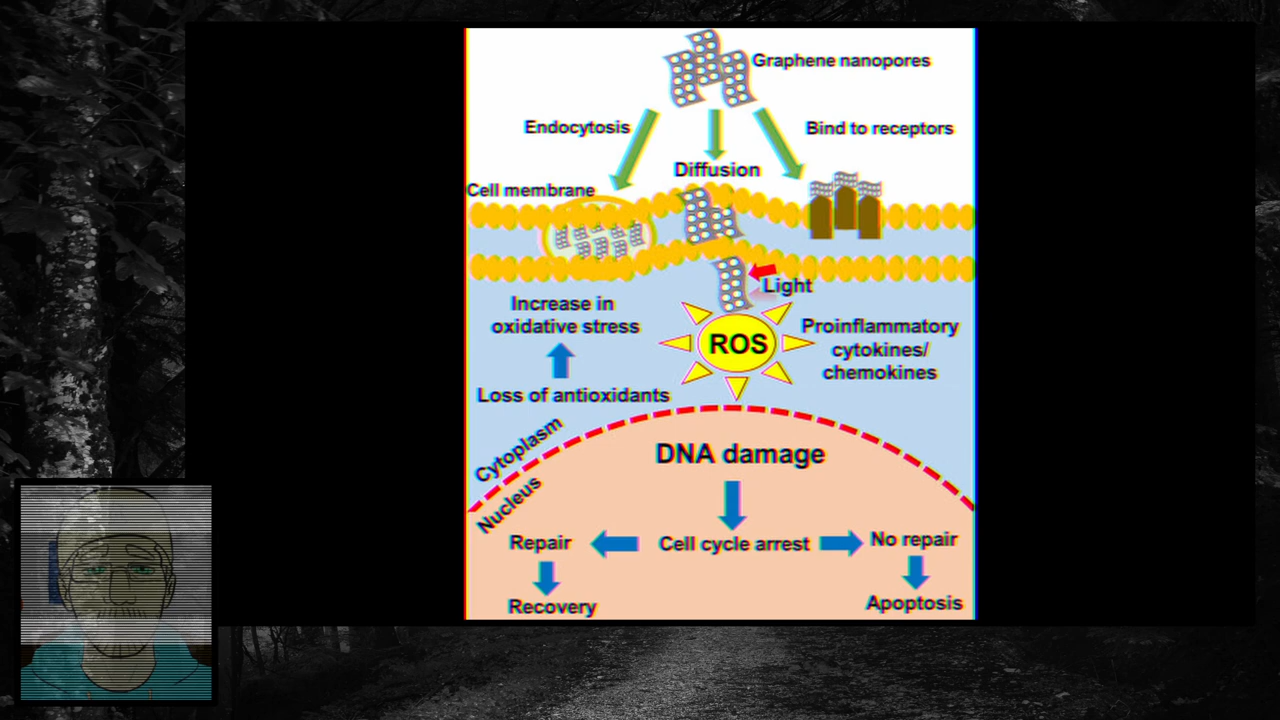 Graphene nanopores
Endocytosis
Bind to receptors
Diffusion
Cell membrane
Light
Increase in
oxidative stress
ROS
Proinflammatory
cytokines/
chemokines
Loss of antioxidants
Cytoplasm
Nucleus
DNA damage
Repair
Cell cycle arrest
No repair
Recovery
Apoptosis